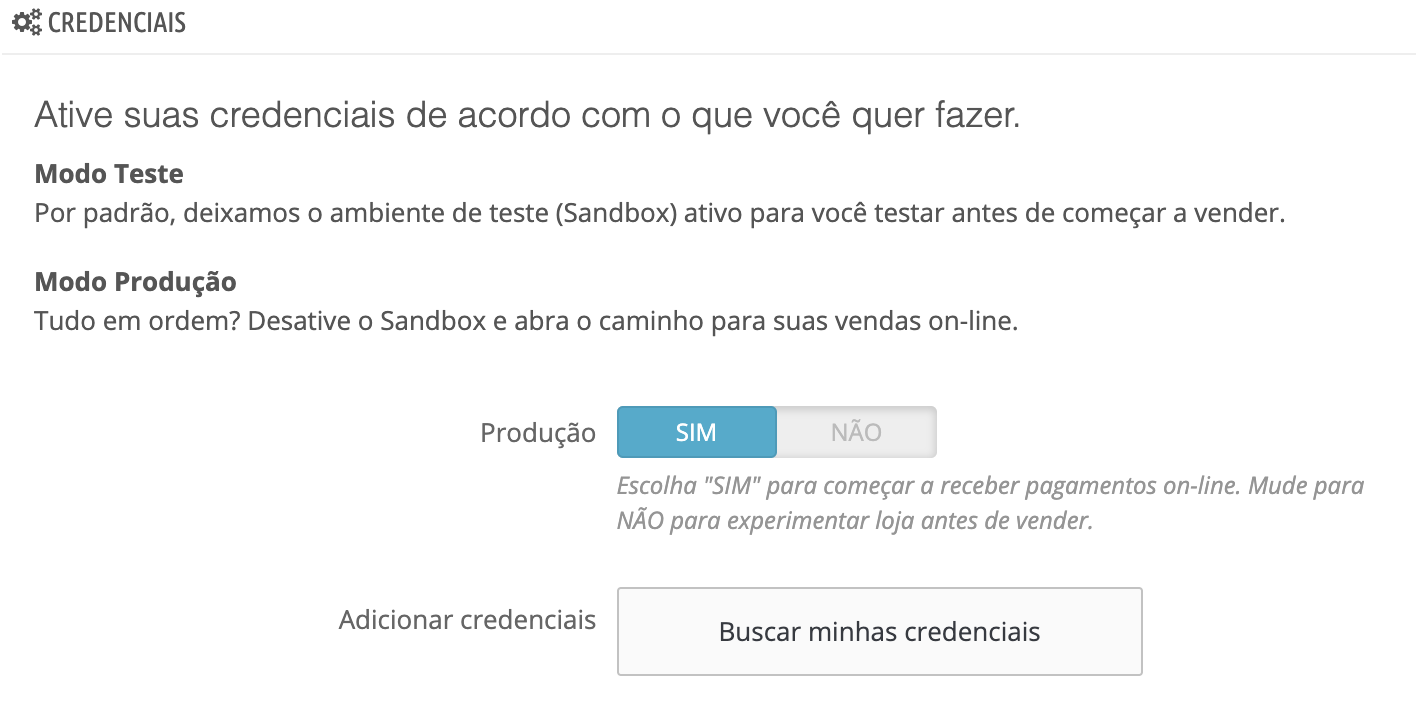 CREDENCIAIS
Ative suas credenciais de acordo com o que você quer fazer.
Modo Teste
Por padrão, deixamos o ambiente de teste (Sandbox) ativo para você testar antes de começar a vender.
Modo Produção
Tudo em ordem? Desative o Sandbox e abra o caminho para suas vendas on-line.
Produção SIM NÃO
Escolha "SIM" para começar a receber pagamentos on-line. Mude para
NÃO para experimentar loja antes de vender.
Adicionar credenciais Buscar minhas credenciais